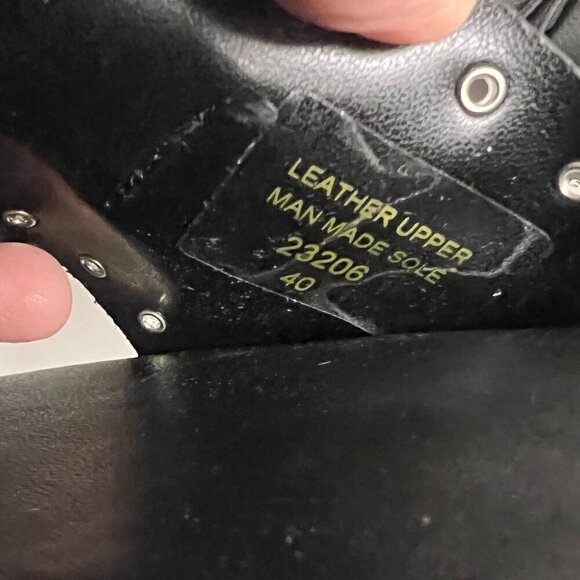 LEATHER UPPER
MAN MADE SOLE
23206
40